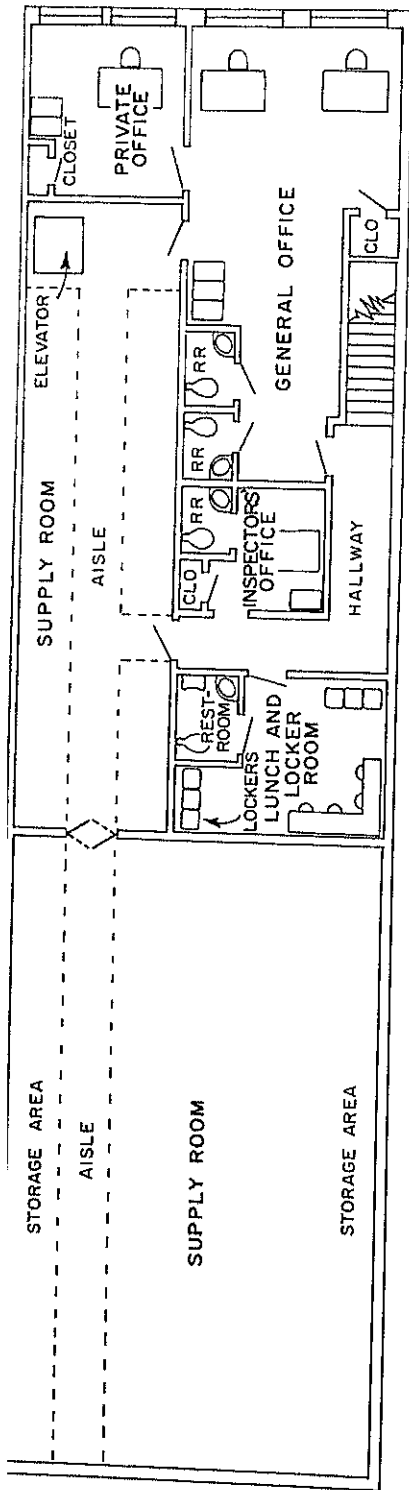 STORAGE AREA
AISLE
SUPPLY ROOM
STORAGE AREA
SUPPLY ROOM
AISLE
ELEVATOR
CLOSET
PRIVATE
OFFICE
LOCKERS
LUNCH AND
LOCKER
ROOM
REST-
ROOM
CLO
RR
INSPECTORS
OFFICE
RR
RR
HALLWAY
GENERAL OFFICE
CLO